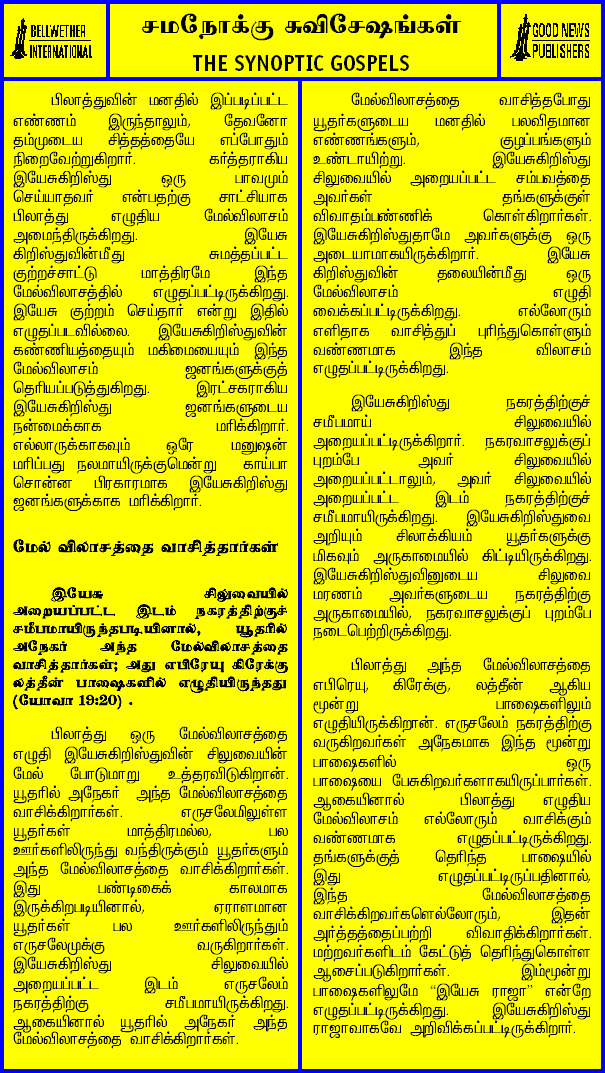 BELLWETHER
INTERNATIONAL
சமநோக்கு சுவிசேஷங்கள்
THE SYNOPTIC GOSPELS
GOOD NEWS
PUBLISHERS
பிலாத்துவின் மனதில் இப்படிப்பட்ட
எண்ணம் இருந்தாலும், தேவனோ
தம்முடைய சித்தத்தையே எப்போதும்
நிறைவேற்றுகிறார். கர்த்தராகிய
இயேசுகிறிஸ்து ஒரு பாவமும்
செய்யாதவர் என்பதற்கு சாட்சியாக
பிலாத்து எழுதிய மேல்விலாசம்
அமைந்திருக்கிறது. இயேசு
கிறிஸ்துவின்மீது சுமத்தப்பட்ட
குற்றச்சாட்டு மாத்திரமே இந்த
மேல்விலாசத்தில் எழுதப்பட்டிருக்கிறது.
இயேசு குற்றம் செய்தார் என்று இதில்
எழுதப்படவில்லை. இயேசுகிறிஸ்துவின்
கண்ணியத்தையும் மகிமையையும் இந்த
மேல்விலாசம் ஜனங்களுக்குத்
தெரியப்படுத்துகிறது. இரட்சகராகிய
இயேசுகிறிஸ்து ஜனங்களுடைய
நன்மைக்காக மரிக்கிறார்.
எல்லாருக்காகவும் ஒரே மனுஷன்
மரிப்பது நலமாயிருக்குமென்று காய்பா
சொன்ன பிரகாரமாக இயேசுகிறிஸ்து
ஜனங்களுக்காக மரிக்கிறார்.
மேல் விலாசத்தை வாசித்தார்கள்
இயேசு சிலுவையில்
அறையப்பட்ட இடம் நகரத்திற்குச்
சமீபமாயிருந்தபடியினால், யூதரில்
அநேகர் அந்த மேல்விலாசத்தை
வாசித்தார்கள்; அது எபிரேயு கிரேக்கு
லத்தீன் பாஷைகளில் எழுதியிருந்தது
(யோவா 19:20) .
பிலாத்து ஒரு மேல்விலாசத்தை
எழுதி இயேசுகிறிஸ்துவின் சிலுவையின்
மேல் போடுமாறு உத்தரவிடுகிறான்.
யூதரில் அநேகர் அந்த மேல்விலாசத்தை
வாசிக்கிறார்கள். எருசலேமிலுள்ள
யூதர்கள் மாத்திரமல்ல, பல
ஊர்களிலிருந்து வந்திருக்கும் யூதர்களும்
அந்த மேல்விலாசத்தை வாசிக்கிறார்கள்.
இது பண்டிகைக் காலமாக
இருக்கிறபடியினால், ஏராளமான
யூதர்கள் பல ஊர்களிலிருந்தும்
எருசலேமுக்கு வருகிறார்கள்.
இயேசுகிறிஸ்து சிலுவையில்
அறையப்பட்ட இடம் எருசலேம்
நகரத்திற்கு சமீபமாயிருக்கிறது.
ஆகையினால் யூதரில் அநேகர் அந்த
மேல்விலாசத்தை வாசிக்கிறார்கள்.
மேல்விலாசத்தை வாசித்தபோது
யூதர்களுடைய மனதில் பலவிதமான
எண்ணங்களும், குழப்பங்களும்
உண்டாயிற்று. இயேசுகிறிஸ்து
சிலுவையில் அறையப்பட்ட சம்பவத்தை
அவர்கள் தங்களுக்குள்
விவாதம்பண்ணிக் கொள்கிறார்கள்.
இயேசுகிறிஸ்துதாமே அவர்களுக்கு ஒரு
அடையாமாகயிருக்கிறார். இயேசு
கிறிஸ்துவின் தலையின்மீது ஒரு
மேல்விலாசம் எழுதி
வைக்கப்பட்டிருக்கிறது. எல்லோரும்
எளிதாக வாசித்துப் புரிந்துகொள்ளும்
வண்ணமாக இந்த விலாசம்
எழுதப்பட்டிருக்கிறது.
இயேசுகிறிஸ்து நகரத்திற்குச்
சமீபமாய் சிலுவையில்
அறையப்பட்டிருக்கிறார். நகரவாசலுக்குப்
புறம்பே அவர் சிலுவையில்
அறையப்பட்டாலும், அவர் சிலுவையில்
அறையப்பட்ட இடம் நகரத்திற்குச்
சமீபமாயிருக்கிறது. இயேசுகிறிஸ்துவை
அறியும் சிலாக்கியம் யூதர்களுக்கு
மிகவும் அருகாமையில் கிட்டியிருக்கிறது.
இயேசுகிறிஸ்துவினுடைய சிலுவை
மரணம் அவர்களுடைய நகரத்திற்கு
அருகாமையில், நகரவாசலுக்குப் புறம்பே
நடைபெற்றிருக்கிறது.
பிலாத்து அந்த மேல்விலாசத்தை
எபிரெயு, கிரேக்கு, லத்தீன் ஆகிய
மூன்று பாஷைகளிலும்
எழுதியிருக்கிறான். எருசலேம் நகரத்திற்கு
வருகிறவர்கள் அநேகமாக இந்த மூன்று
பாஷைகளில் ஒரு
பாஷையை பேசுகிறவர்களாகயிருப்பார்கள்.
ஆகையினால் பிலாத்து எழுதிய
மேல்விலாசம் எல்லோரும் வாசிக்கும்
வண்ணமாக எழுதப்பட்டிருக்கிறது.
தங்களுக்குத் தெரிந்த பாஷையில்
இது எழுதப்பட்டிருப்பதினால்,
இந்த மேல்விலாசத்தை
வாசிக்கிறவர்களெல்லோரும், இதன்
அர்த்தத்தைப்பற்றி விவாதிக்கிறார்கள்.
மற்றவர்களிடம் கேட்டுத் தெரிந்துகொள்ள
ஆசைப்படுகிறார்கள். இம்மூன்று
பாஷைகளிலுமே “இயேசு ராஜா” என்றே
எழுதப்பட்டிருக்கிறது. இயேசுகிறிஸ்து
ராஜாவாகவே அறிவிக்கப்பட்டிருக்கிறார்.